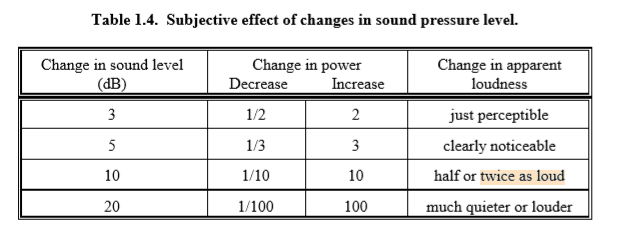 Table 1.4. Subjective effect of changes in sound pressure level.
Change in sound level Change in power Change in apparent
(dB) Decrease Increase loudness
3 1/2 2 just perceptible
5 1/3 3 clearly noticeable
10 1/10 10 half or twice as loud
20 1/100 100 much quieter or louder